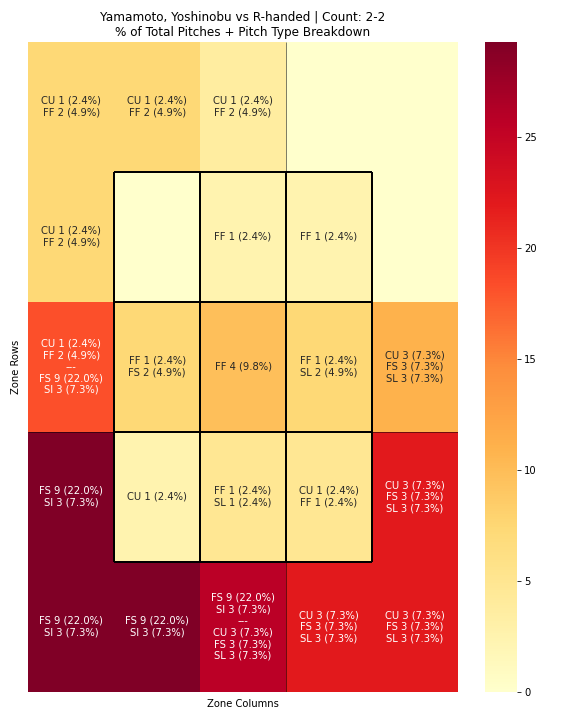 Yamamoto, Yoshinobu vs R-handed | Count: 2-2
% of Total Pitches + Pitch Type Breakdown
CU 1 (2.4%)
FF 2 (4.9%)
CU 1 (2.4%)
FF 2 (4.9%)
CU 1 (2.4%)
FF 2 (4.9%)
CU 1 (2.4%)
FF 2 (4.9%)
FF 1 (2.4%)
FF 1 (2.4%)
CU 1 (2.4%)
FF 2 (4.9%)
---
FS 9 (22.0%)
SI 3 (7.3%)
FF 1 (2.4%)
FS 2 (4.9%)
FF 4 (9.8%)
FF 1 (2.4%)
SL 2 (4.9%)
CU 3 (7.3%)
FS 3 (7.3%)
SL 3 (7.3%)
FS 9 (22.0%)
SI 3 (7.3%)
CU 1 (2.4%)
FF 1 (2.4%)
SL 1 (2.4%)
CU 1 (2.4%)
FF 1 (2.4%)
CU 3 (7.3%)
FS 3 (7.3%)
SL 3 (7.3%)
FS 9 (22.0%)
SI 3 (7.3%)
FS 9 (22.0%)
SI 3 (7.3%)
FS 9 (22.0%)
SI 3 (7.3%)
---
CU 3 (7.3%)
FS 3 (7.3%)
SL 3 (7.3%)
CU 3 (7.3%)
FS 3 (7.3%)
SL 3 (7.3%)
CU 3 (7.3%)
FS 3 (7.3%)
SL 3 (7.3%)
Zone Rows
Zone Columns
25
20
15
10
5
0